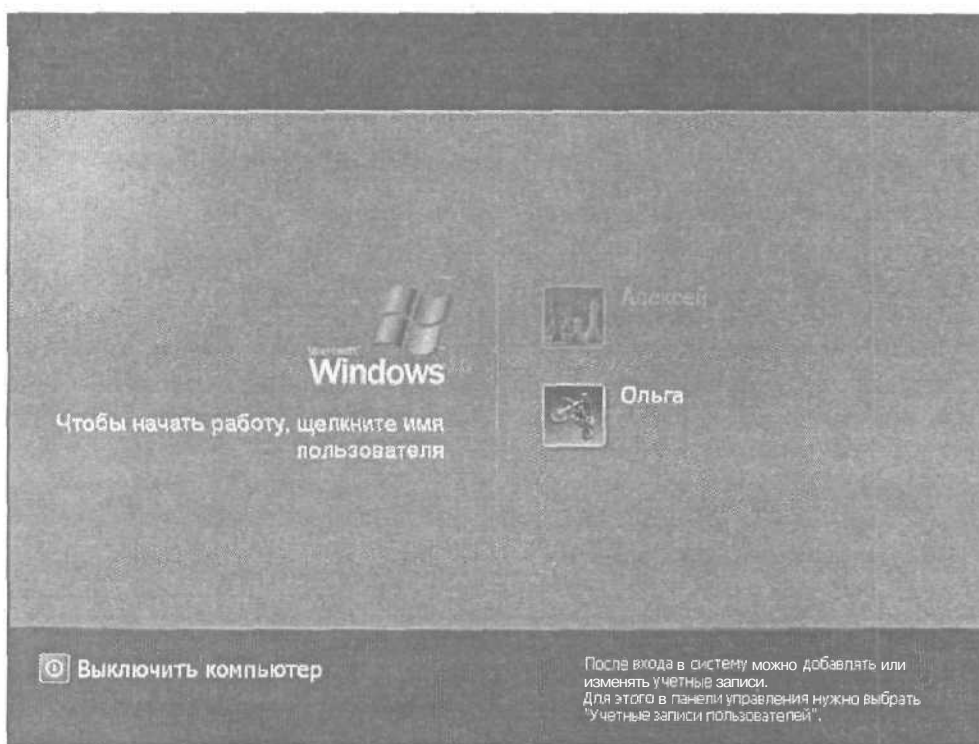 Microsoft
Windows
Чтобы начать работу, щелкните имя
пользователя
Алексей
Ольга
Выключить компьютер
После входа в систему можно добавлять или
изменять учетные записи.
Для этого в панели управления нужно выбрать
"Учетные записи пользователей".